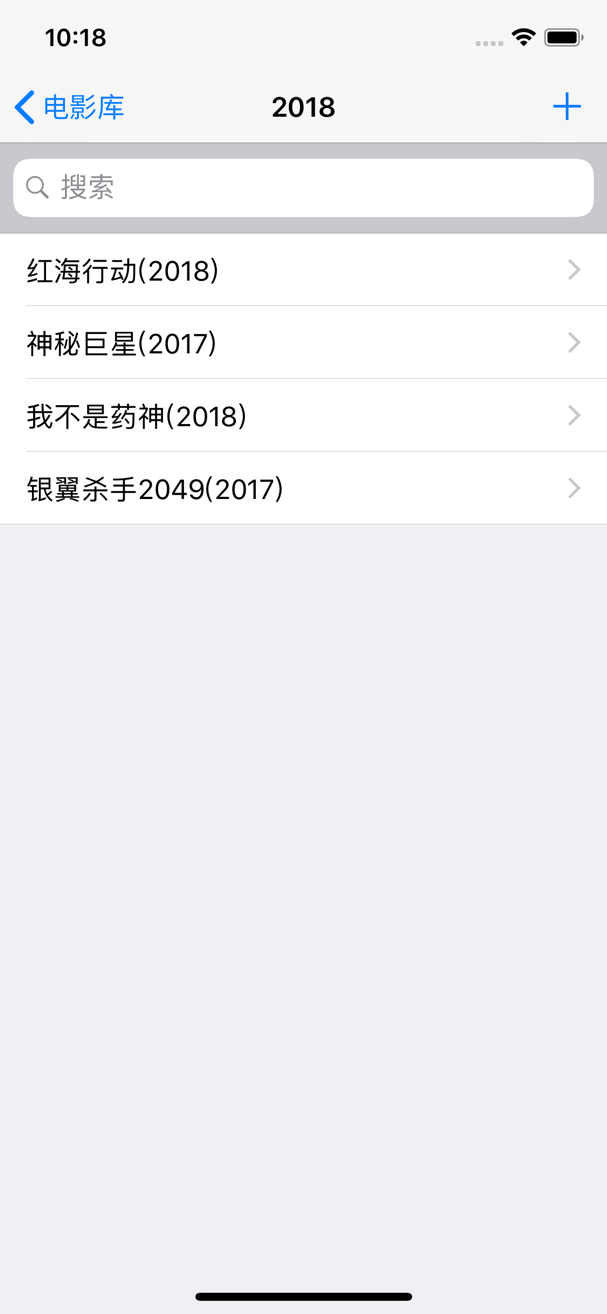 10:18
电影库 2018
搜索
红海行动(2018)
神秘巨星(2017)
我不是药神(2018)
银翼杀手2049(2017)